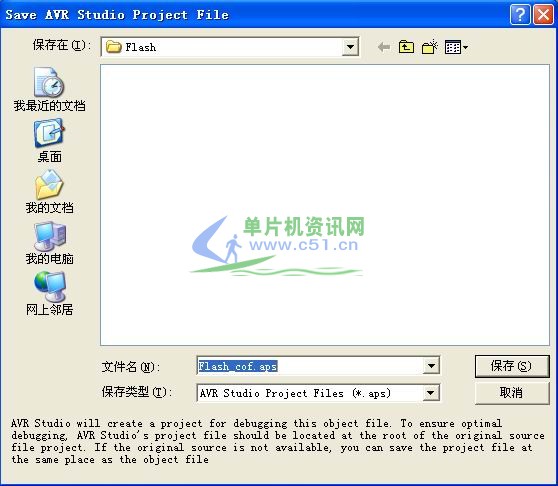 Save AVR Studio Project File
保存在(I):
Flash
我最近的文档
桌面
我的文档
我的电脑
网上邻居
单片机资讯网
www.c51.cn
文件名(N):
Flash_cof.aps
保存(S)
保存类型(T):
AVR Studio Project Files (*.aps)
取消
AVR Studio will create a project for debugging this object file. To ensure optimal
debugging, AVR Studio's project file should be located at the root of the original source
file project. If the original source is not available, you can save the project file at
the same place as the object file